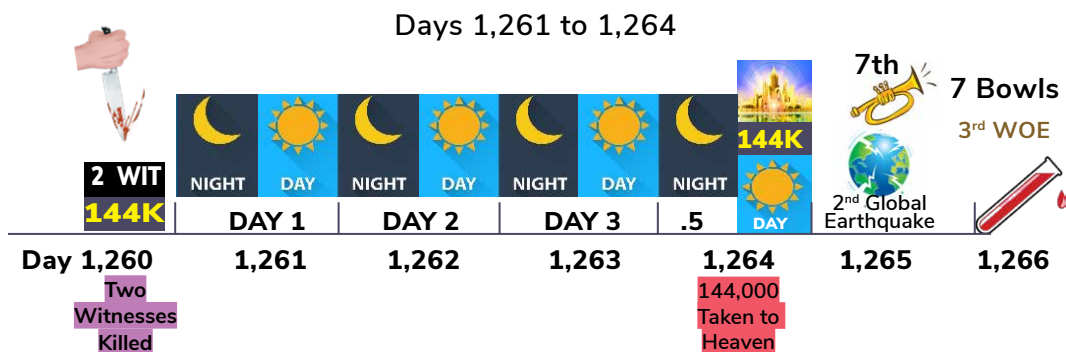 Days 1,261 to 1,264
7th
7 Bowls
3rd WOE
144K
2 WIT
144K
NIGHT DAY NIGHT DAY NIGHT DAY NIGHT
DAY
2nd Global
Earthquake
DAY 1 DAY 2 DAY 3 .5
Day 1,260 1,261 1,262 1,263 1,264 1,265 1,266
Two
Witnesses
Killed
144,000
Taken to
Heaven